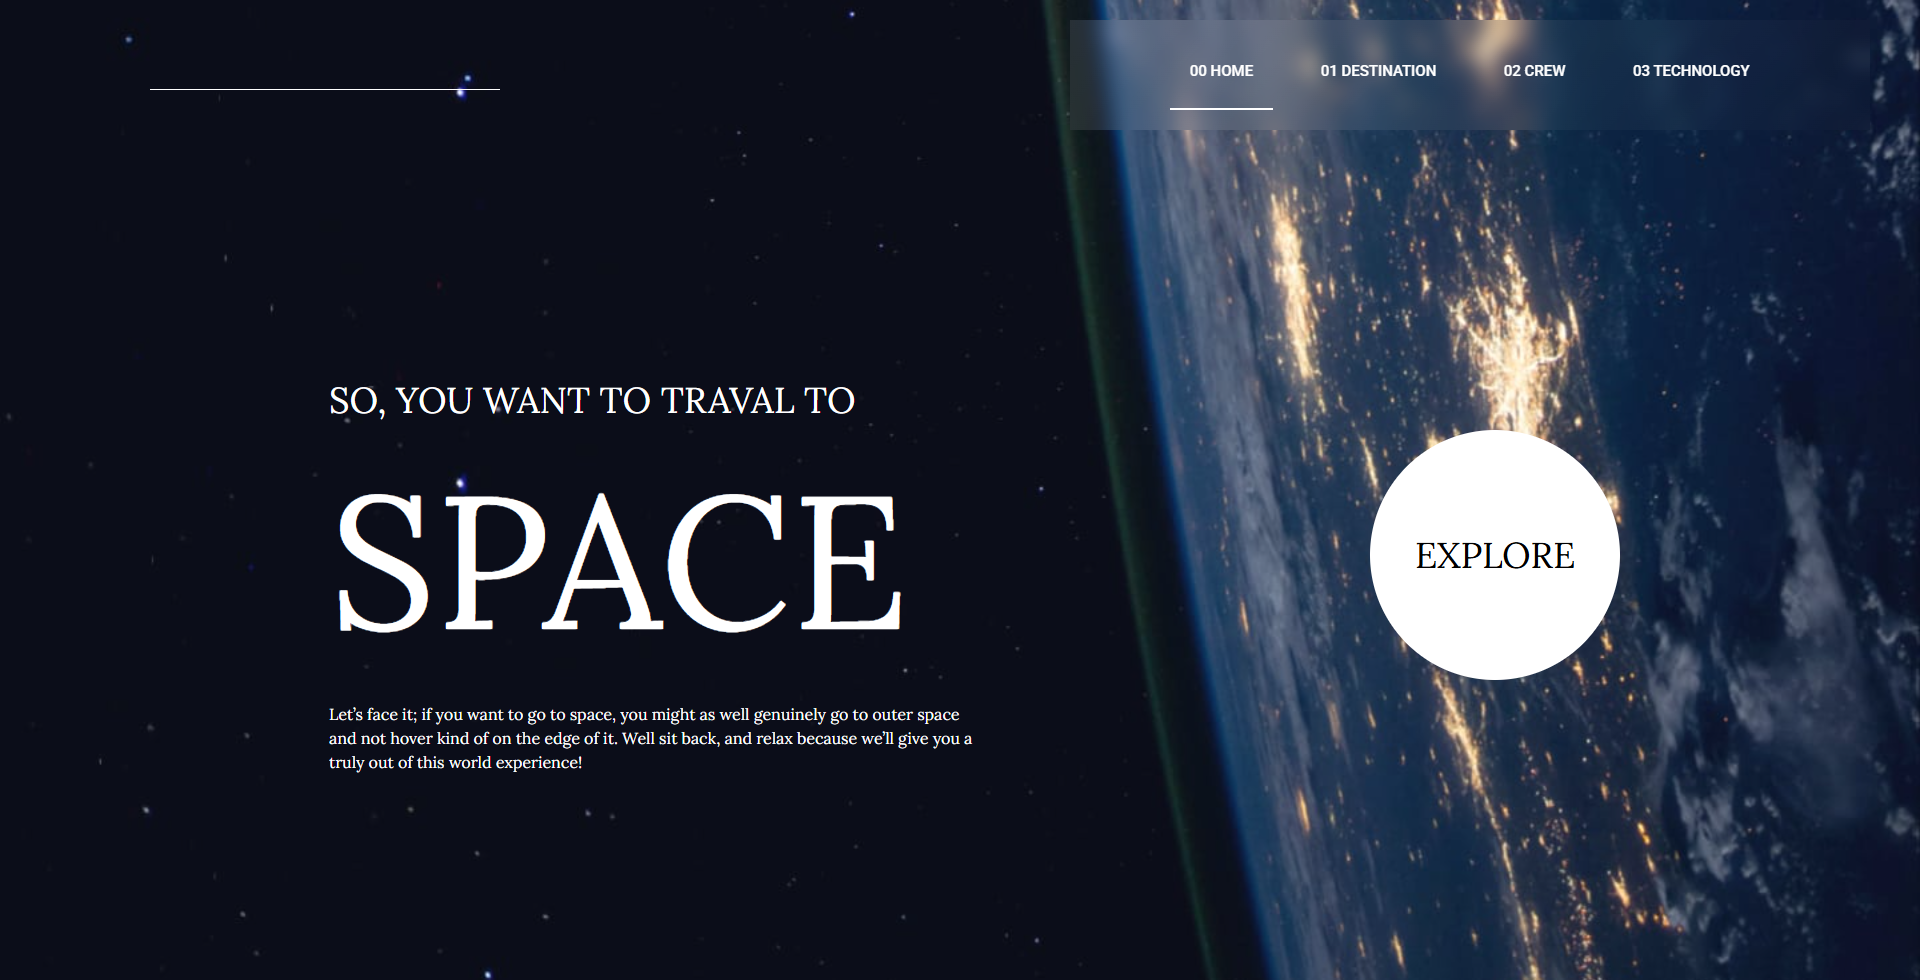 00 HOME 01 DESTINATION 02 CREW 03 TECHNOLOGY
SO, YOU WANT TO TRAVAL TO
SPACE
EXPLORE
Let’s face it; if you want to go to space, you might as well genuinely go to outer space
and not hover kind of on the edge of it. Well sit back, and relax because we’ll give you a
truly out of this world experience!